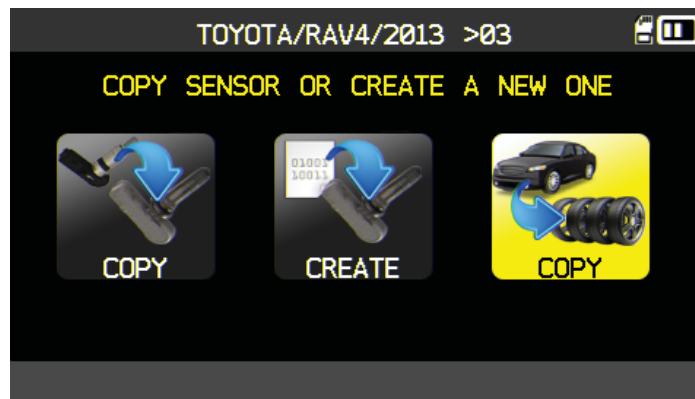 TOYOTA/RAV4/2013 >03
COPY SENSOR OR CREATE A NEW ONE
01001
10011
COPY
CREATE
COPY